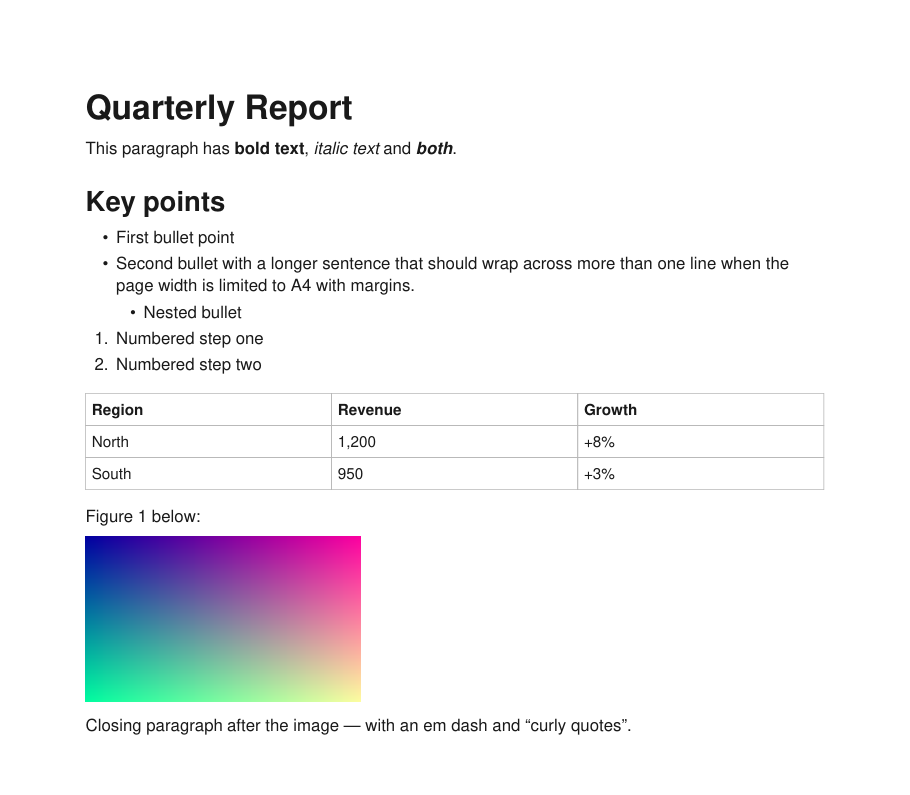 Quarterly Report
This paragraph has bold text, italic text and both.
Key points
• First bullet point
• Second bullet with a longer sentence that should wrap across more than one line when the
page width is limited to A4 with margins.
• Nested bullet
1. Numbered step one
2. Numbered step two
Region Revenue Growth
North 1,200 +8%
South 950 +3%
Figure 1 below:
Closing paragraph after the image — with an em dash and “curly quotes”.